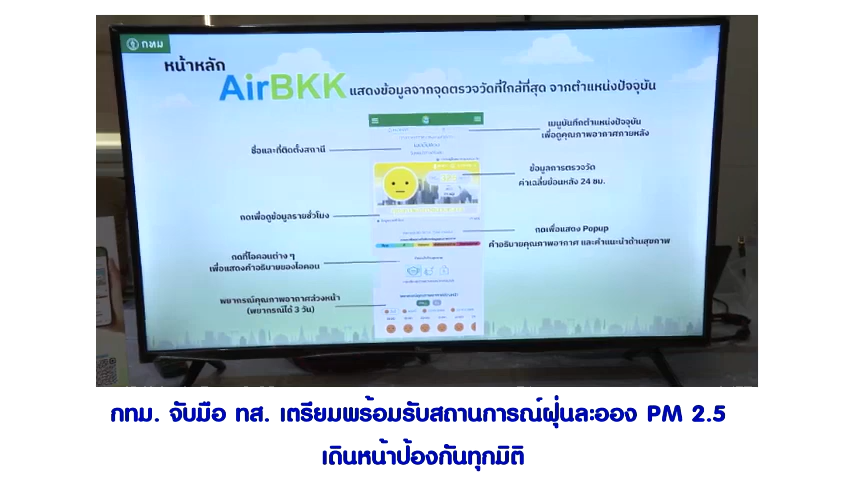 กทม
หน้าหลัก
AirBKK แสดงข้อมูลจากจุดตรวจวัดที่ใกล้ที่สุด จากตำแหน่งปัจจุบัน
ชื่อและที่ตั้งสถานี
กดเพื่อดูข้อมูลรายชั่วโมง
กดที่ไอคอนต่าง ๆ
เพื่อแสดงคำอธิบายของไอคอน
พยากรณ์คุณภาพอากาศล่วงหน้า
(พยากรณ์ได้ 3 วัน)
เมนูบันทึกตำแหน่งปัจจุบัน
เพื่อดูคุณภาพอากาศภายหลัง
ข้อมูลการตรวจวัด
ค่าเฉลี่ยย้อนหลัง 24 ชม.
กดเพื่อแสดง Popup
คำอธิบายคุณภาพอากาศ และคำแนะนำด้านสุขภาพ
กทม. จับมือ ทส. เตรียมพร้อมรับสถานการณ์ฝุ่นละออง PM 2.5
เดินหน้าป้องกันทุกมิติ